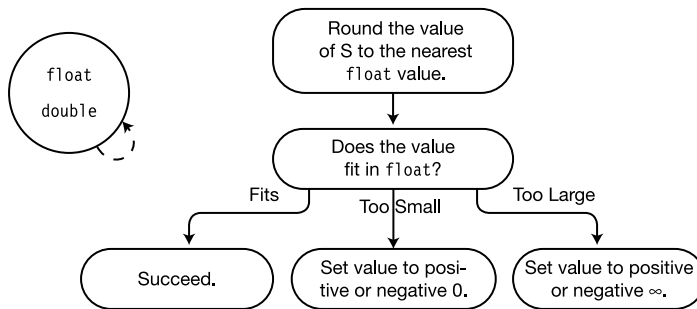 float
double
Round the value
of S to the nearest
float value.
Does the value
fit in float?
Fits
Too Small
Too Large
Succeed.
Set value to posi-
tive or negative 0.
Set value to positive
or negative ∞.